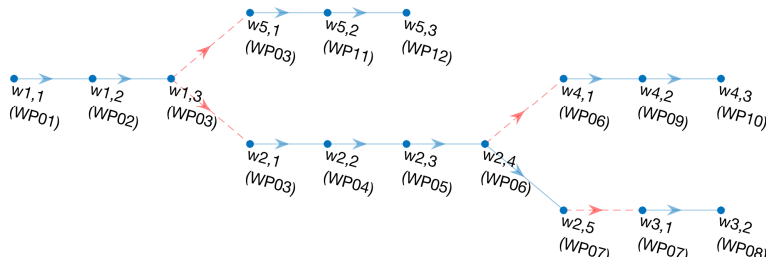 w5,1 w5,2 w5,3
(WP03) (WP11) (WP12)
w1,1 w1,2 w1,3 w4,1 w4,2 w4,3
(WP01) (WP02) (WP03) (WP06) (WP09) (WP10)
w2,1 w2,2 w2,3 w2,4
(WP03) (WP04) (WP05) (WP06)
w2,5 w3,1 w3,2
(WP07) (WP07) (WP08)